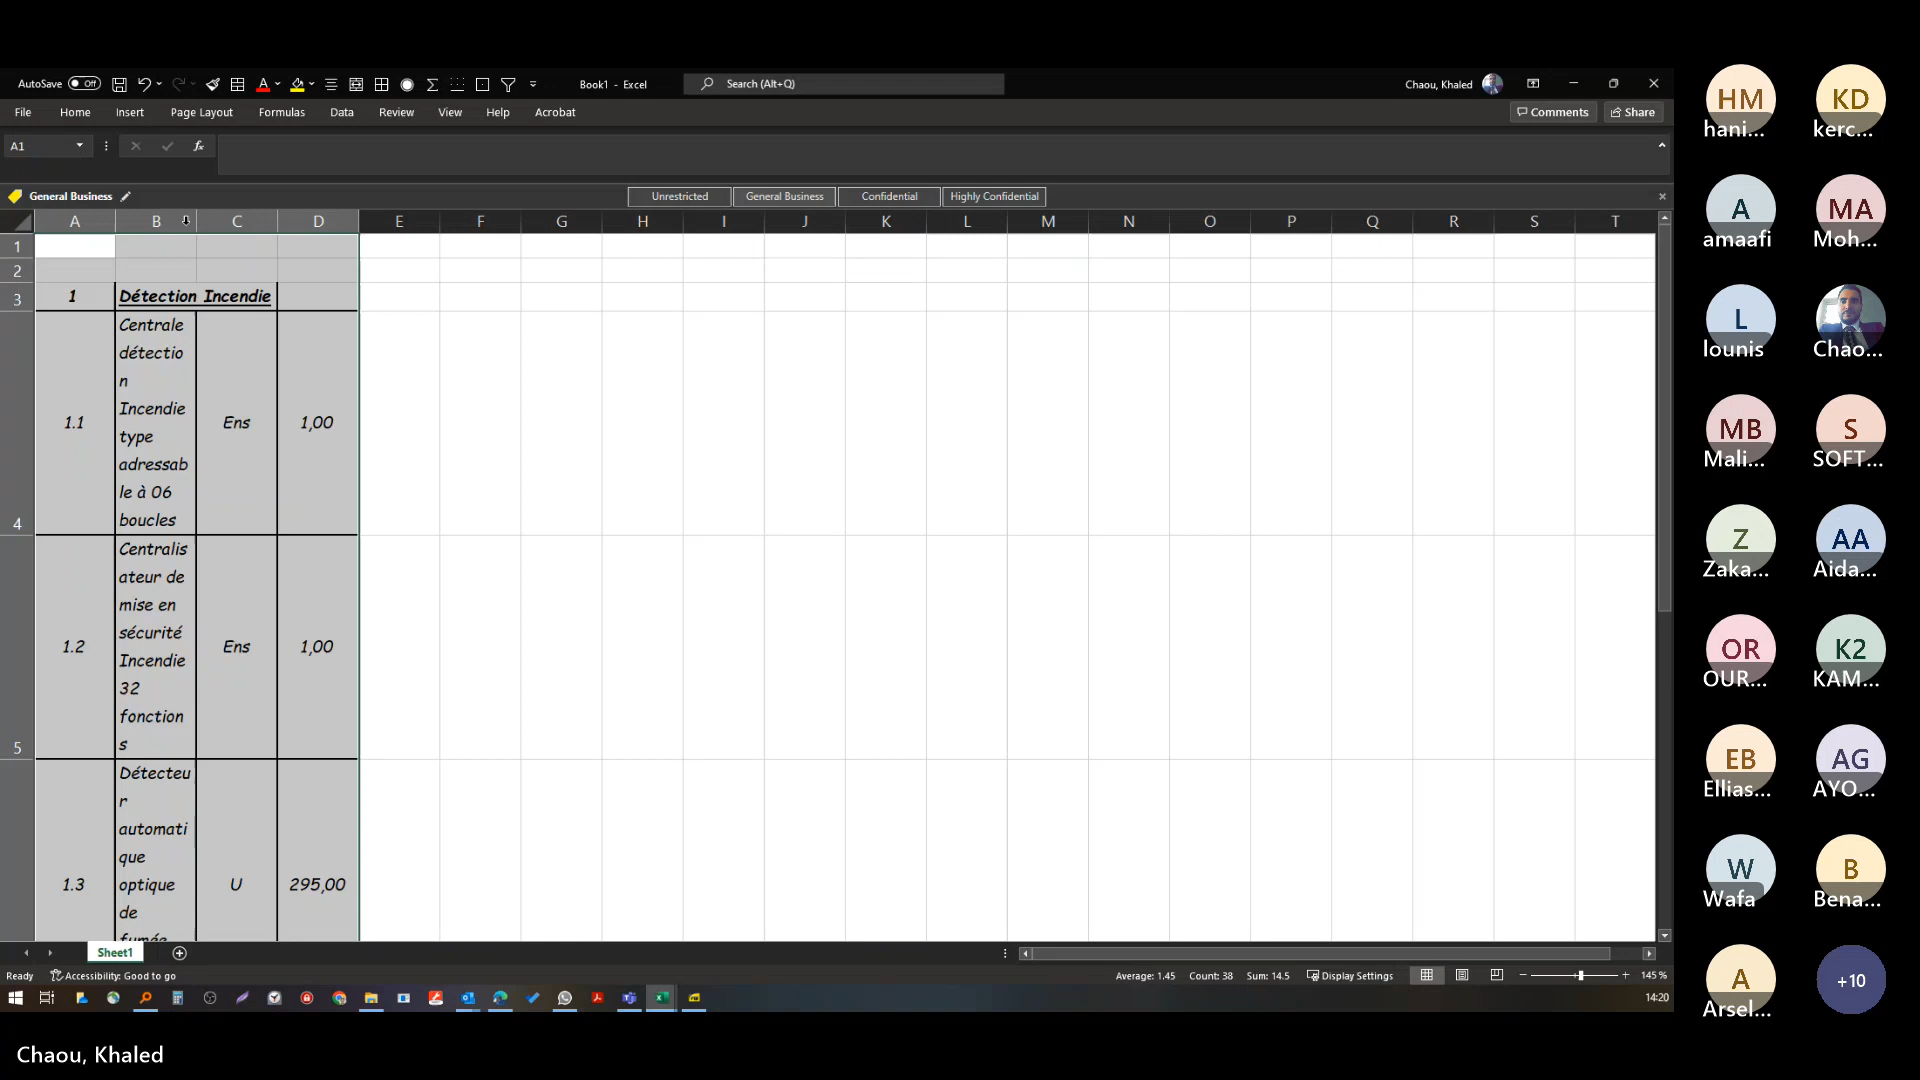 AutoSave Off
Book1 - Excel
Search (Alt+Q)
Chaou, Khaled
File Home Insert Page Layout Formulas Data Review View Help Acrobat
Comments Share
A1
fx
General Business
Unrestricted General Business Confidential Highly Confidential
A B C D E F G H I J K L M N O P Q R S T
1
2
3 1 Détection Incendie
Centrale
détectio
n
Incendie
type
adressab
le à 06
boucles
4 1.1 Ens 1,00
Centralis
ateur de
mise en
sécurité
Incendie
32
fonction
s
5 1.2 Ens 1,00
Détecteu
r
automati
que
optique
de
fumée
1.3 U 295,00
Sheet1
Ready Accessibility: Good to go
Average: 1.45 Count: 38 Sum: 14.5 Display Settings 145 %
14:20
Chaou, Khaled
HM KD
hani... kerc...
A MA
amaafi Moh...
L
lounis Chao...
MB S
Mali... SOFT...
Z AA
Zaka... Aida...
OR K2
OUR... KAM...
EB AG
Ellias... AYO...
W B
Wafa Bena...
A +10
Arsel...